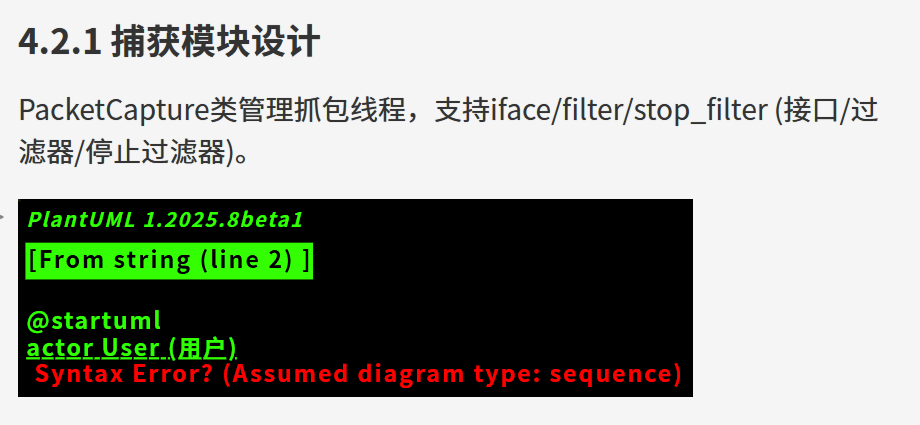 4.2.1 捕获模块设计
PacketCapture类管理抓包线程，支持iface/filter/stop_filter (接口/过
滤器/停止过滤器)。
PlantUML 1.2025.8beta1
[From string (line 2) ]
@startuml
actor User (用户)
Syntax Error? (Assumed diagram type: sequence)